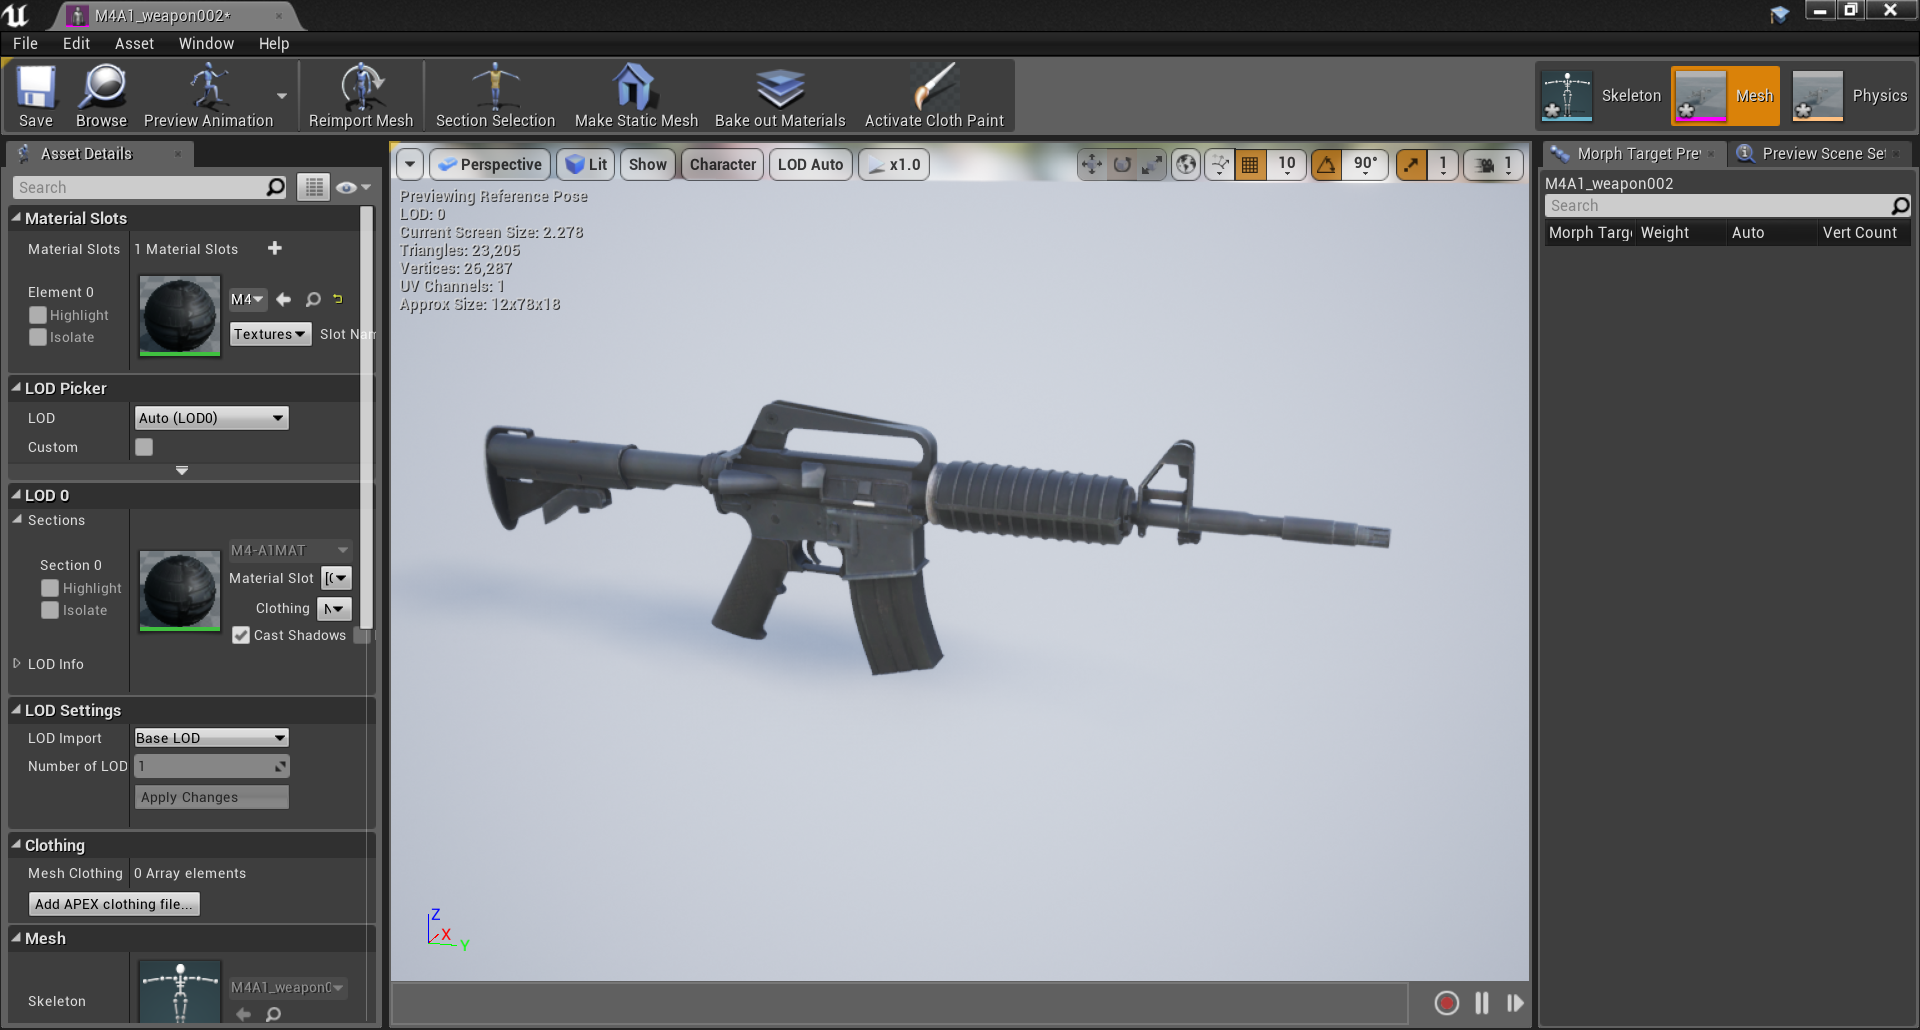 M4A1_weapon002*
File Edit Asset Window Help
Save Browse Preview Animation Reimport Mesh Section Selection Make Static Mesh Bake out Materials Activate Cloth Paint Skeleton Mesh Physics
Asset Details
Search
Material Slots
Material Slots 1 Material Slots
Element 0
Highlight
Isolate
M4
Textures Slot Nam
LOD Picker
LOD Auto (LOD0)
Custom
LOD 0
Sections
Section 0
Highlight
Isolate
M4-A1MAT
Material Slot [0
Clothing N
Cast Shadows
LOD Info
LOD Settings
LOD Import Base LOD
Number of LOD 1
Apply Changes
Clothing
Mesh Clothing 0 Array elements
Add APEX clothing file...
Mesh
Skeleton M4A1_weapon0
Perspective Lit Show Character LOD Auto x1.0 10 90° 1 1
Previewing Reference Pose
LOD: 0
Current Screen Size: 2.278
Triangles: 23,205
Vertices: 26,287
UV Channels: 1
Approx Size: 12x78x18
Z
X
Y
Morph Target Pre Preview Scene Set
M4A1_weapon002
Search
Morph Targ Weight Auto Vert Count